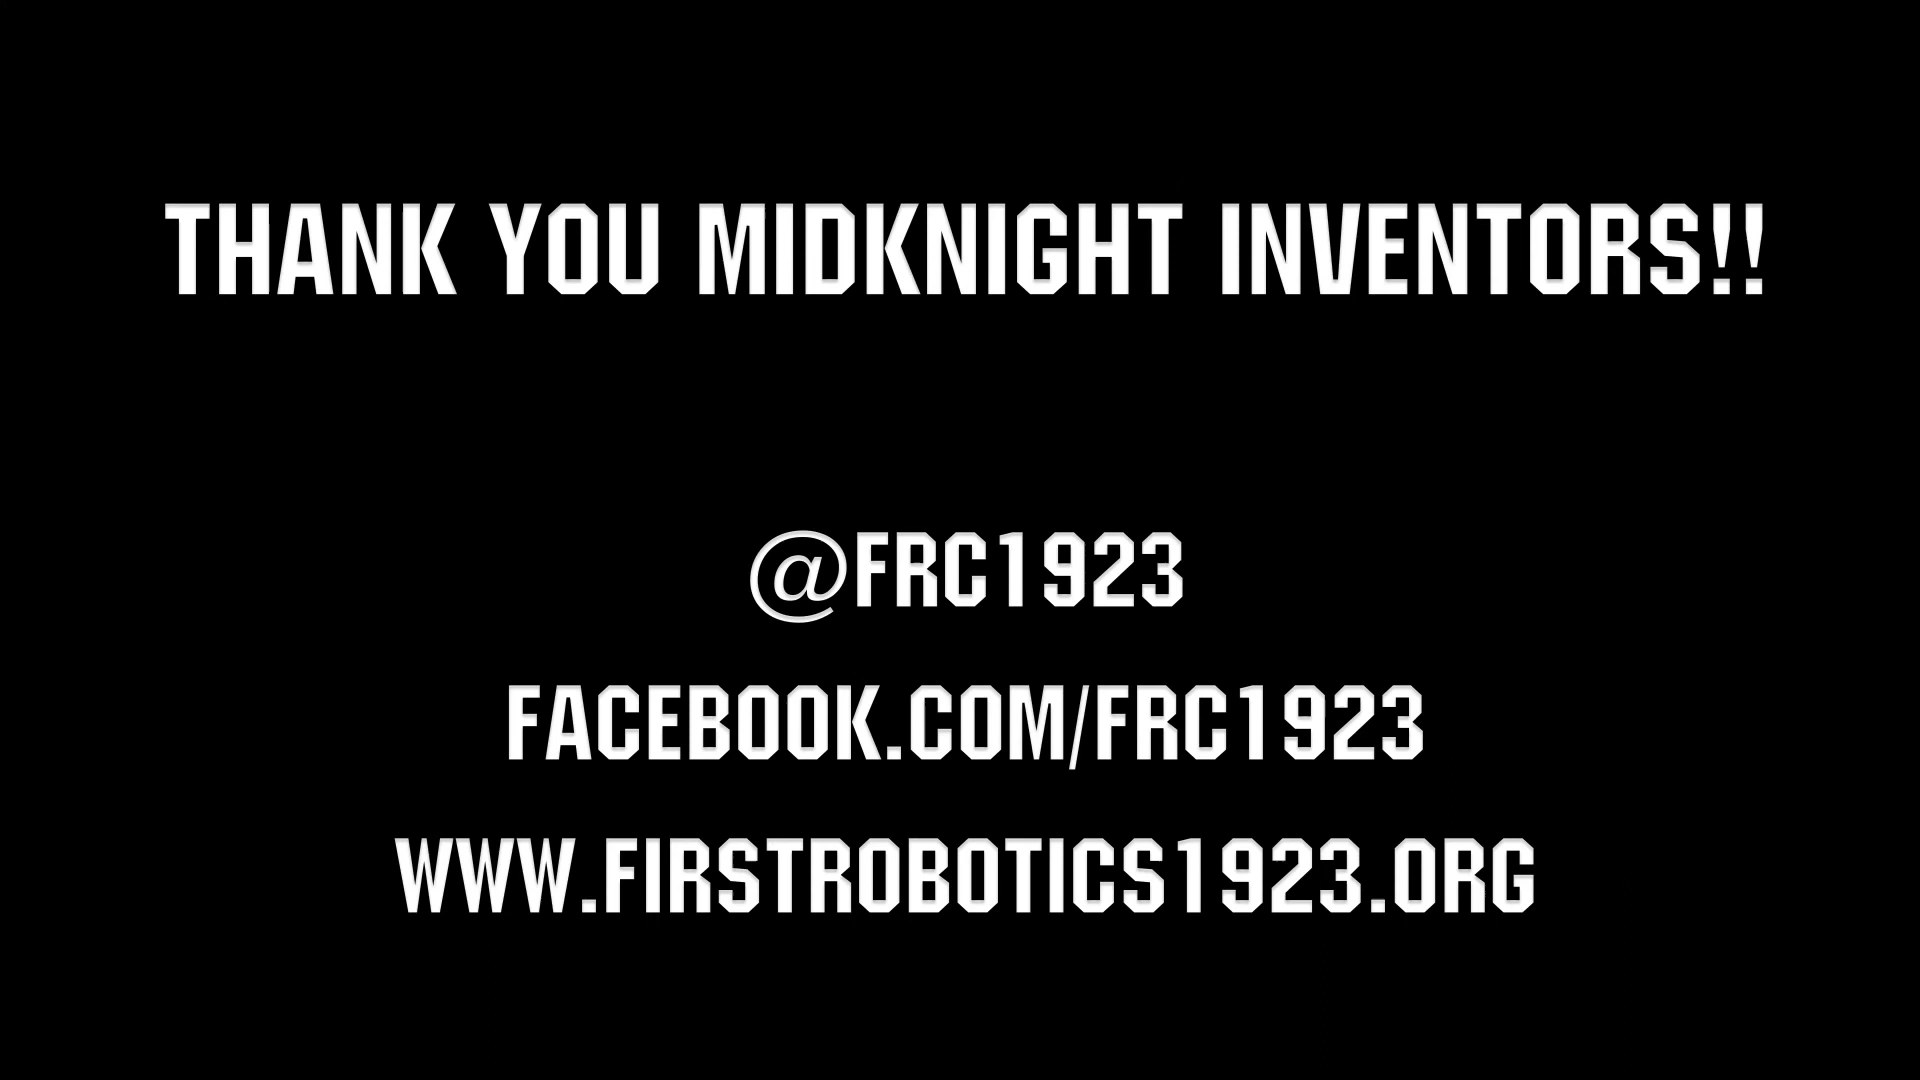 THANK YOU MIDKNIGHT INVENTORS!!
@FRC1923
FACEBOOK.COM/FRC1923
WWW.FIRSTROBOTICS1923.ORG